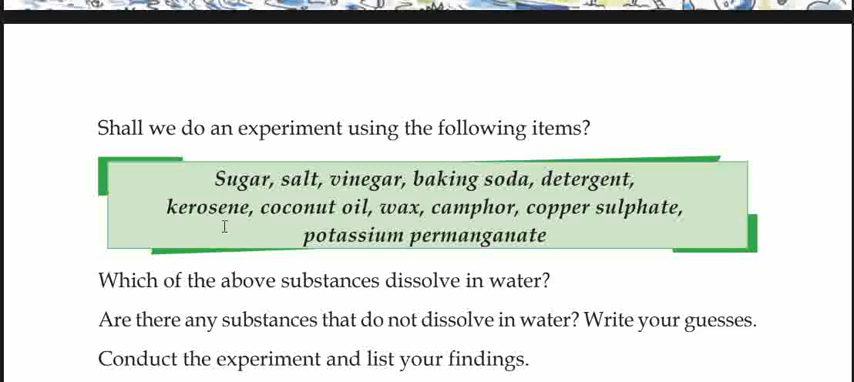 Shall we do an experiment using the following items?
Sugar, salt, vinegar, baking soda, detergent,
kerosene, coconut oil, wax, camphor, copper sulphate,
potassium permanganate
Which of the above substances dissolve in water?
Are there any substances that do not dissolve in water? Write your guesses.
Conduct the experiment and list your findings.